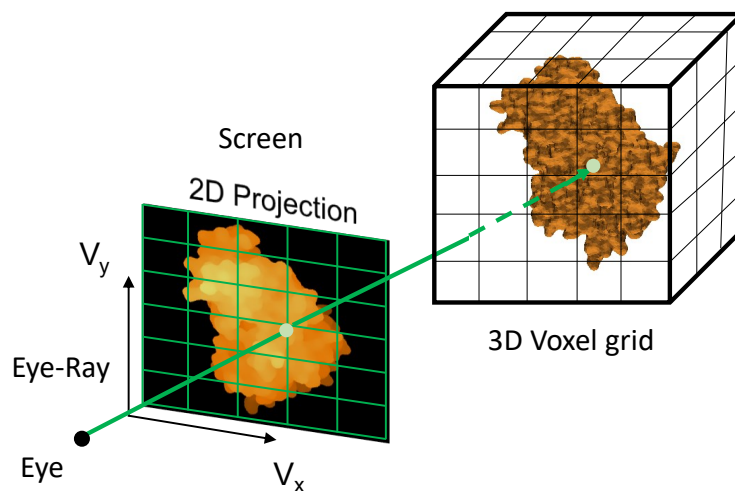 Screen
2D Projection
Vy
Eye-Ray
Eye
Vx
3D Voxel grid